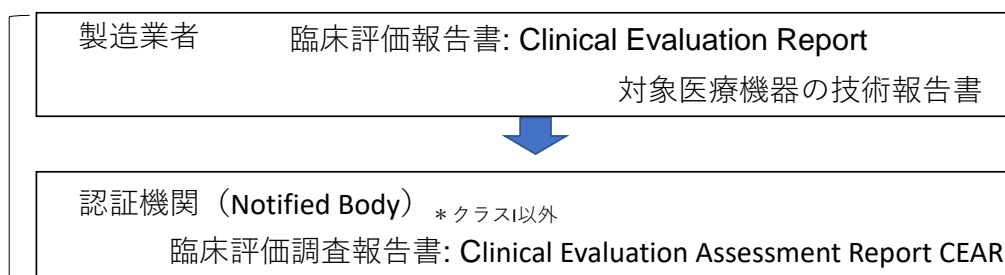 製造業者 臨床評価報告書: Clinical Evaluation Report
対象医療機器の技術報告書
認証機関（Notified Body）＊クラスI以外
臨床評価調査報告書: Clinical Evaluation Assessment Report CEAR